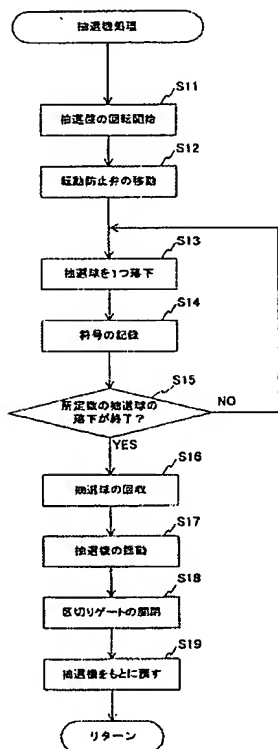 抽選機処理
S11
抽選機の回転開始
S12
転動防止弁の移動
S13
抽選球を1つ落下
S14
符号の記録
S15
所定数の抽選球の
落下が終了?
NO
YES
S16
抽選球の回収
S17
抽選機の揺動
S18
区切りゲートの開閉
S19
抽選機をもとに戻す
リターン